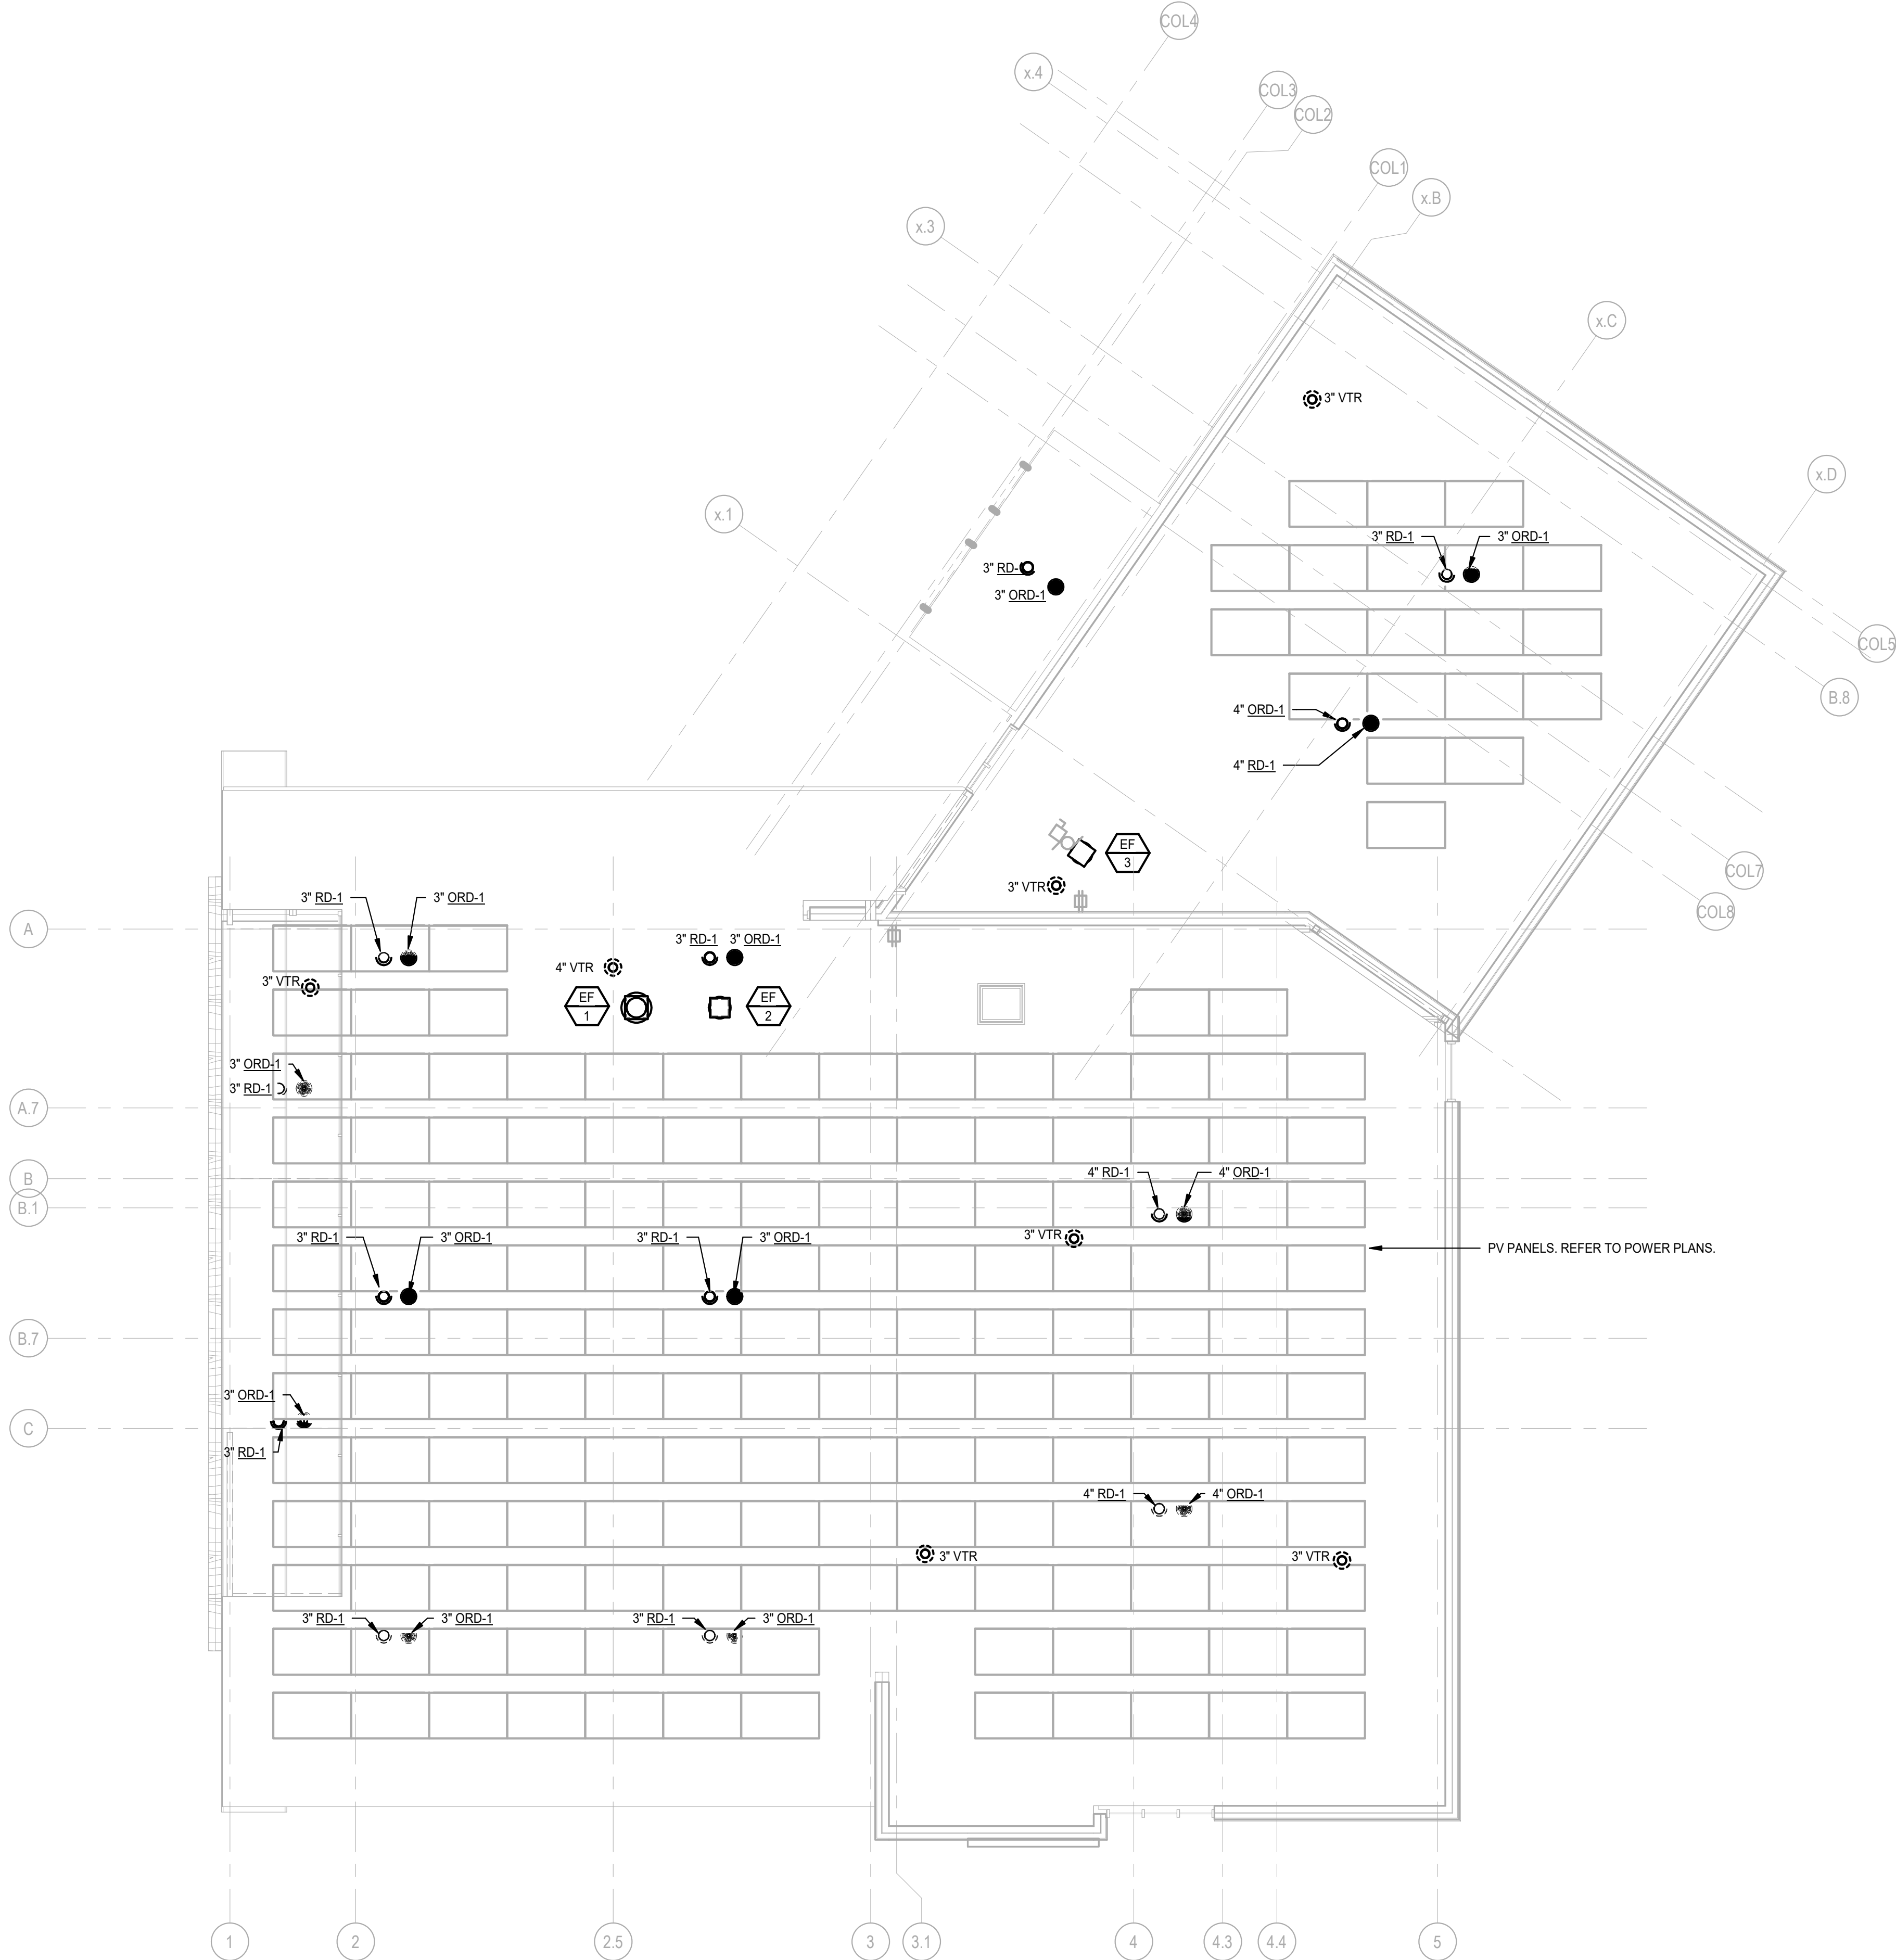 COL4
x.4
COL3
COL2
COL1
x.B
x.3
x.C
3" VTR
x.D
x.1
3" RD-1
3" ORD-1
3" RD-
3" ORD-1
COL5
B.8
4" ORD-1
4" RD-1
EF
3
COL7
3" VTR
COL8
3" RD-1
3" ORD-1
A
3" RD-1
3" ORD-1
4" VTR
3" VTR
EF
1
EF
2
3" ORD-1
3" RD-1
A.7
B
4" RD-1
4" ORD-1
B.1
3" RD-1
3" ORD-1
3" RD-1
3" ORD-1
3" VTR
PV PANELS. REFER TO POWER PLANS.
B.7
3" ORD-1
C
3" RD-1
4" RD-1
4" ORD-1
3" VTR
3" VTR
3" RD-1
3" ORD-1
3" RD-1
3" ORD-1
1
2
2.5
3
3.1
4
4.3
4.4
5